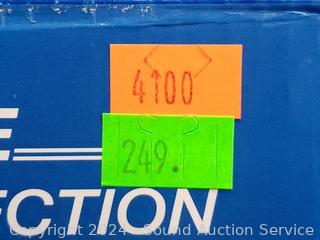 4100
249.
E
ECTION
Copyright 2024 - Sound Auction Service